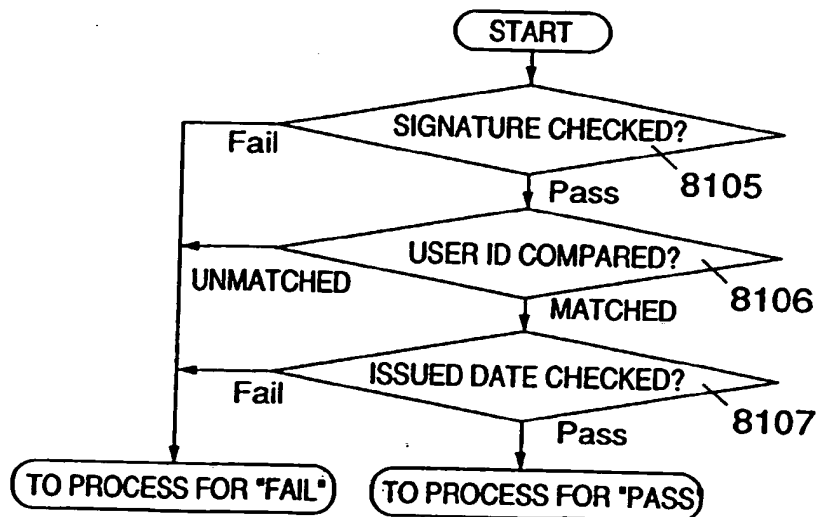 START
SIGNATURE CHECKED?
Fail
8105
Pass
USER ID COMPARED?
UNMATCHED
8106
MATCHED
ISSUED DATE CHECKED?
Fail
8107
Pass
TO PROCESS FOR "FAIL"
TO PROCESS FOR "PASS"